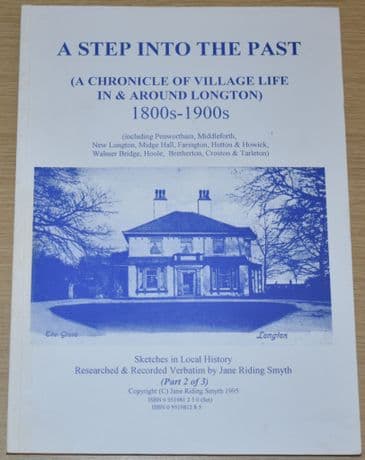 A STEP INTO THE PAST
(A CHRONICLE OF VILLAGE LIFE
IN & AROUND LONGTON)
1800s-1900s
(including Penwortham, Middleforth,
New Longton, Midge Hall, Farington, Hutton & Howick,
Walmer Bridge, Hoole, Bretherton, Croston & Tarleton)
The Grove Longton
Sketches in Local History
Researched & Recorded Verbatim by Jane Riding Smyth
(Part 2 of 3)
Copyright (C) Jane Riding Smyth 1995